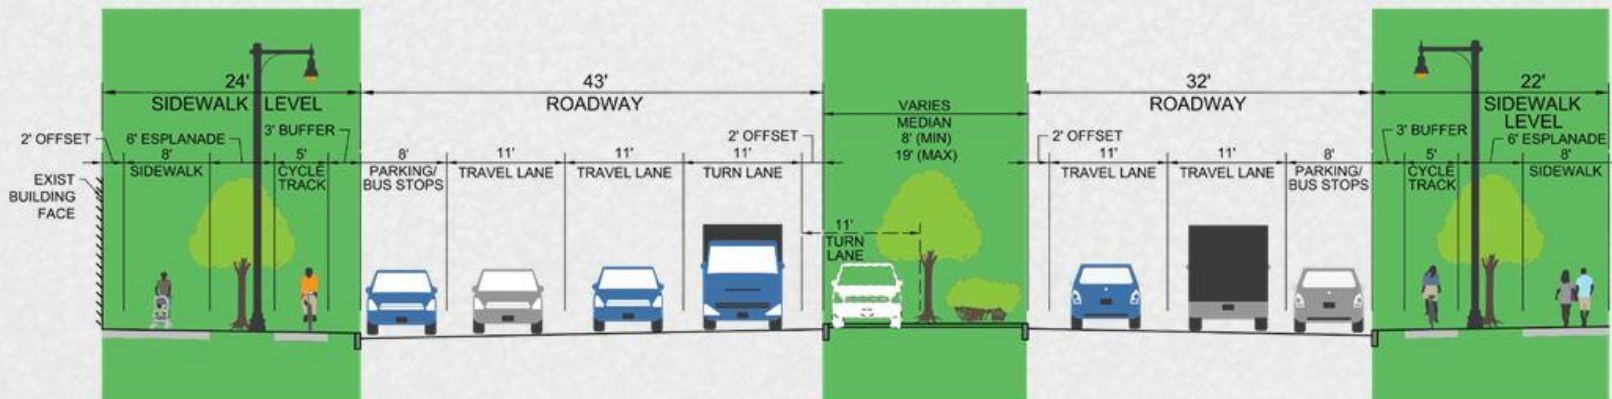 24'
SIDEWALK LEVEL
2' OFFSET
6' ESPLANADE
3' BUFFER
8'
SIDEWALK
5'
CYCLE
TRACK
EXIST
BUILDING
FACE
43'
ROADWAY
8'
PARKING/
BUS STOPS
11'
TRAVEL LANE
11'
TRAVEL LANE
11'
TURN LANE
2' OFFSET
VARIES
MEDIAN
8' (MIN)
19' (MAX)
11'
TURN
LANE
32'
ROADWAY
2' OFFSET
11'
TRAVEL LANE
11'
TRAVEL LANE
8'
PARKING/
BUS STOPS
22'
SIDEWALK
LEVEL
3' BUFFER
6' ESPLANADE
5'
CYCLE
TRACK
8'
SIDEWALK